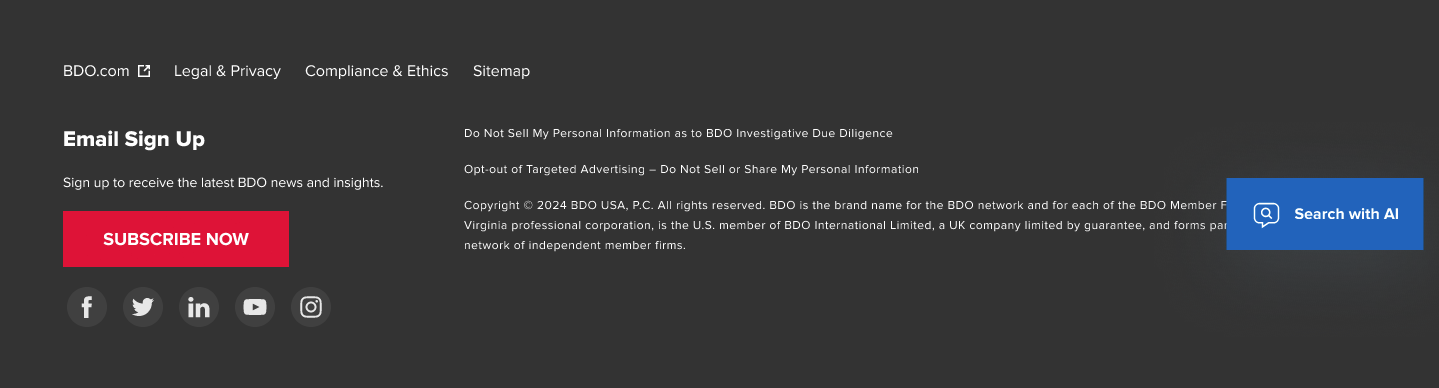 BDO.com
Legal & Privacy
Compliance & Ethics
Sitemap
Email Sign Up
Sign up to receive the latest BDO news and insights.
SUBSCRIBE NOW
Do Not Sell My Personal Information as to BDO Investigative Due Diligence
Opt-out of Targeted Advertising – Do Not Sell or Share My Personal Information
Copyright © 2024 BDO USA, P.C. All rights reserved. BDO is the brand name for the BDO network and for each of the BDO Member
Virginia professional corporation, is the U.S. member of BDO International Limited, a UK company limited by guarantee, and forms
network of independent member firms.
Search with AI